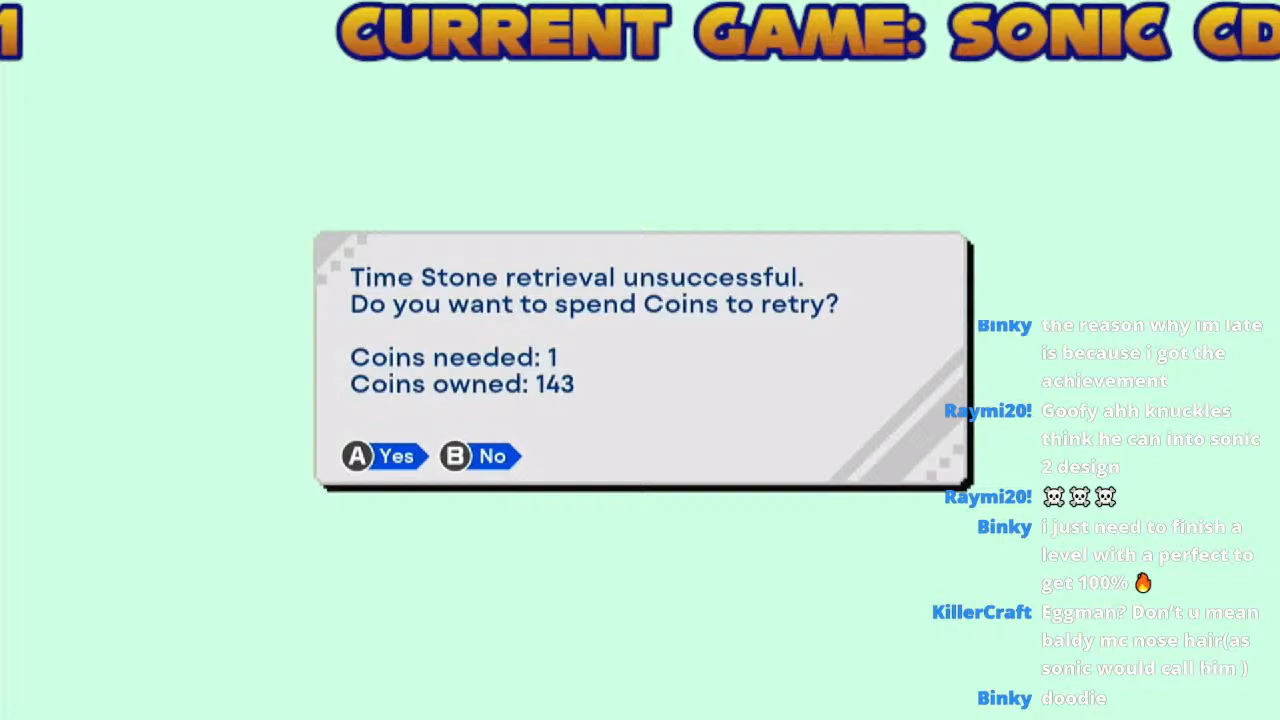 1
CURRENT GAME: SONIC CD
Time Stone retrieval unsuccessful.
Do you want to spend Coins to retry?
Coins needed: 1
Coins owned: 143
A Yes B No
Binky the reason why im late
is because i got the
achievement
Raymi20! Goofy ahh knuckles
think he can into sonic
2 design
Raymi20! ☠️☠️☠️
Binky i just need to finish a
level with a perfect to
get 100% 🔥
KillerCraft Eggman? Don't u mean
baldy mc nose hair(as
sonic would call him )
Binky doodie